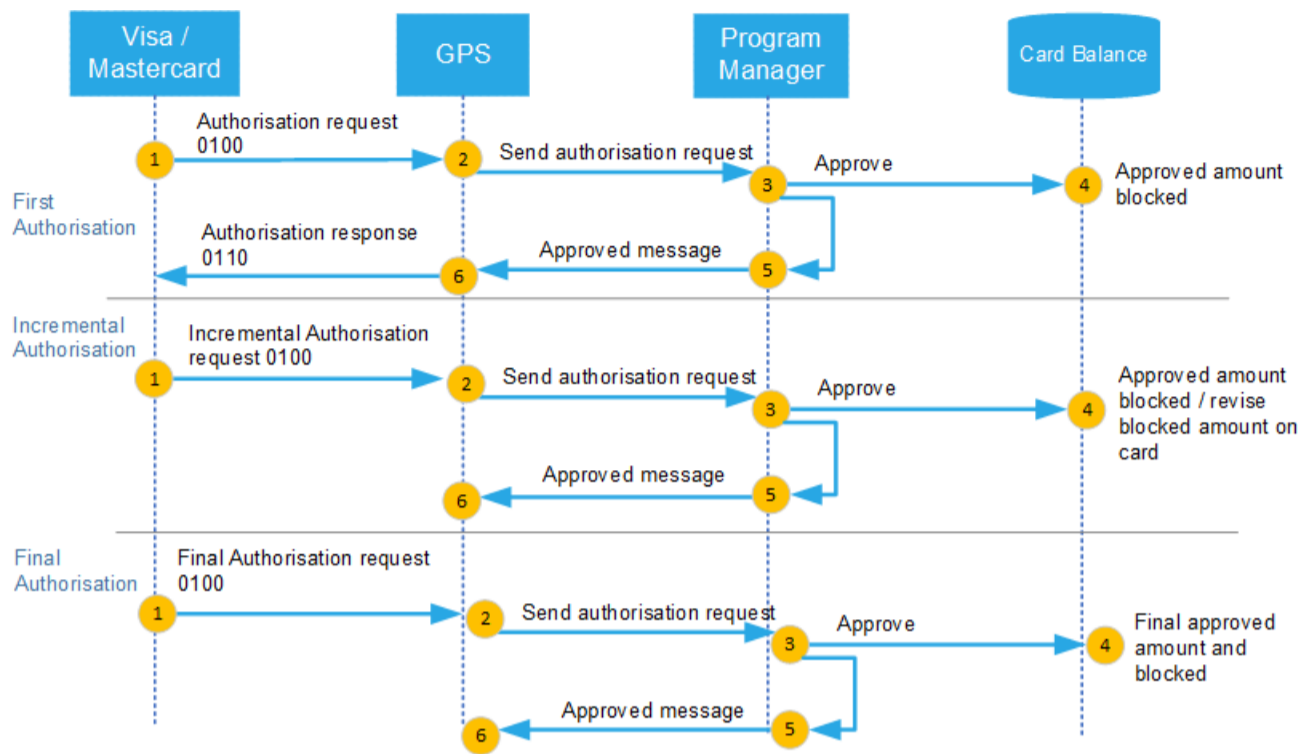 Visa /
Mastercard
GPS
Program
Manager
Card Balance
Authorisation request
0100
1
2
Send authorisation request
3
Approve
4
Approved amount
blocked
First
Authorisation
Authorisation response
0110
6
Approved message
5
Incremental
Authorisation
Incremental Authorisation
request 0100
1
2
Send authorisation request
3
Approve
4
Approved amount
blocked / revise
blocked amount on
card
Approved message
6
5
Final
Authorisation
Final Authorisation request
0100
1
2
Send authorisation request
3
Approve
4
Final approved
amount and
blocked
Approved message
6
5